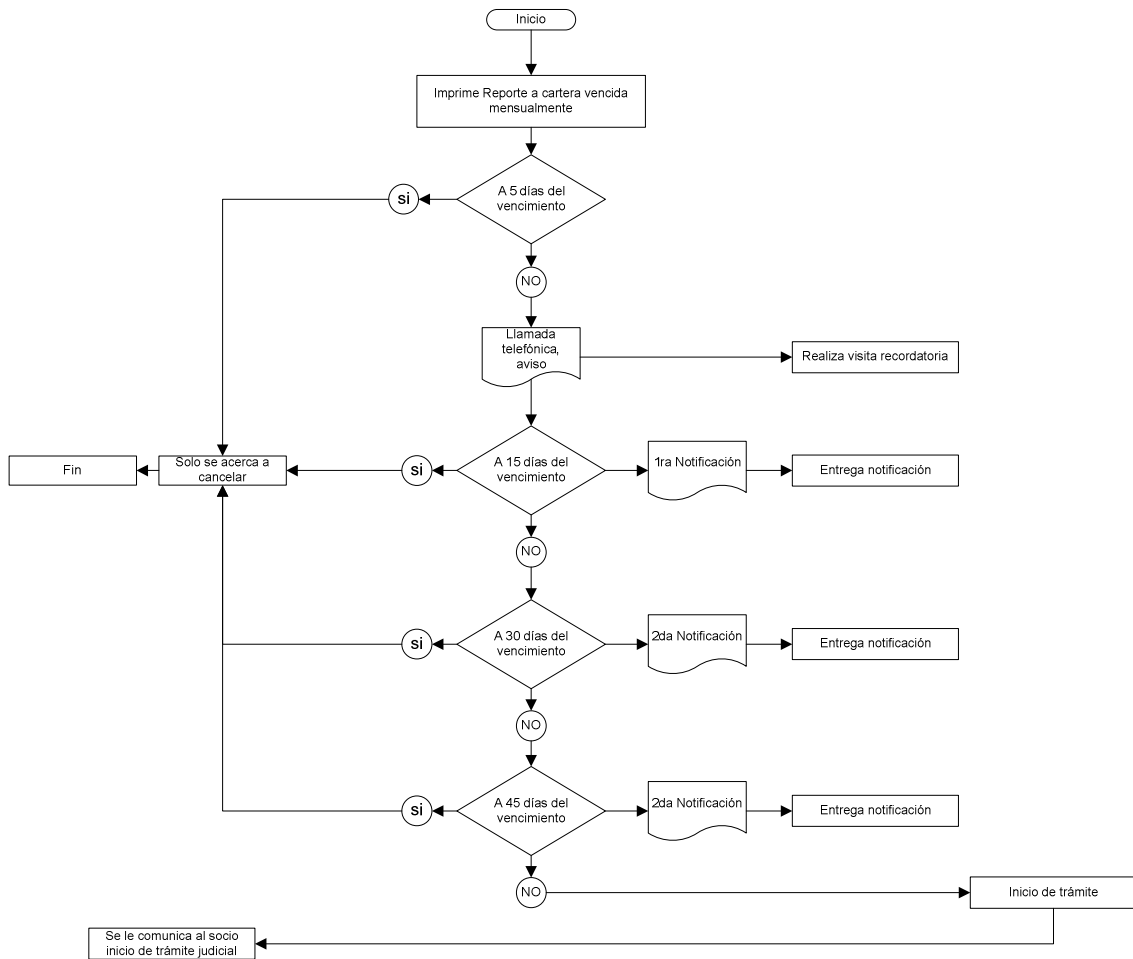 Inicio
Imprime Reporte a cartera vencida
mensualmente
A 5 días del
vencimiento
si
NO
Llamada
telefónica,
aviso
Realiza visita recordatoria
Fin
Solo se acerca a
cancelar
si
A 15 días del
vencimiento
1ra Notificación
Entrega notificación
NO
si
A 30 días del
vencimiento
2da Notificación
Entrega notificación
NO
si
A 45 días del
vencimiento
2da Notificación
Entrega notificación
NO
Inicio de trámite
Se le comunica al socio
inicio de trámite judicial